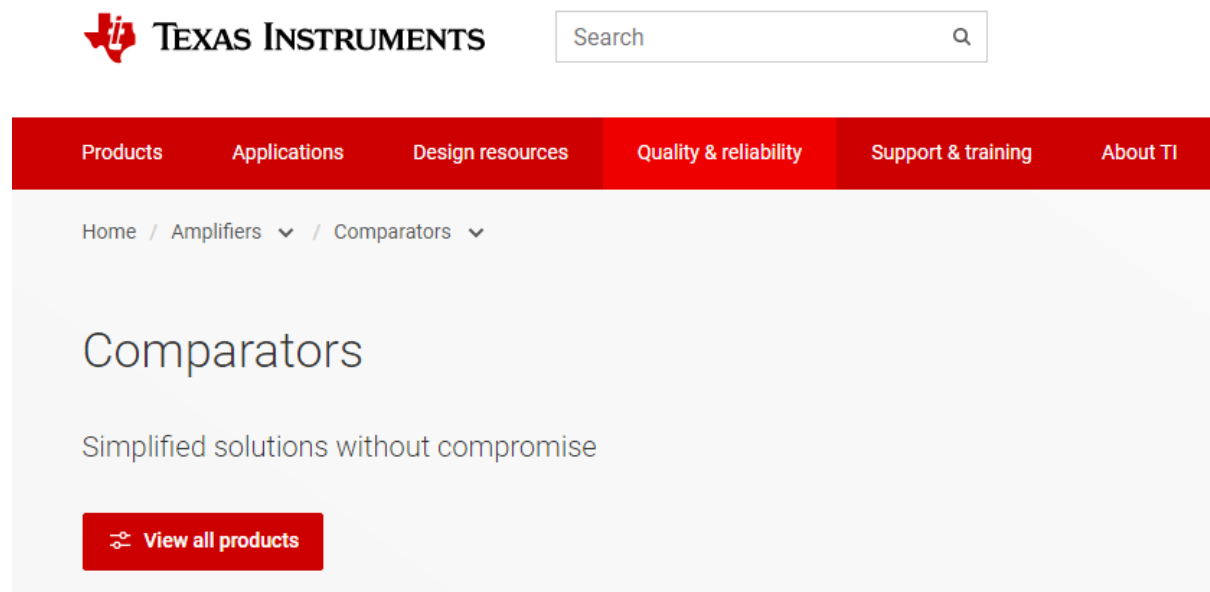 TEXAS INSTRUMENTS Search
Products Applications Design resources Quality & reliability Support & training About TI
Home / Amplifiers / Comparators
Comparators
Simplified solutions without compromise
View all products